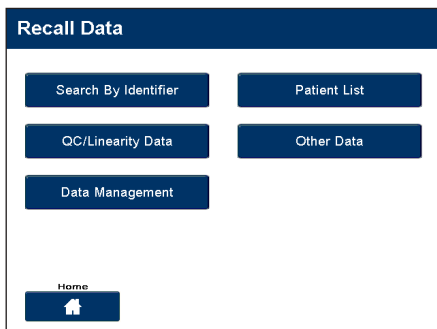 Recall Data
Search By Identifier
Patient List
QC/Linearity Data
Other Data
Data Management
Home